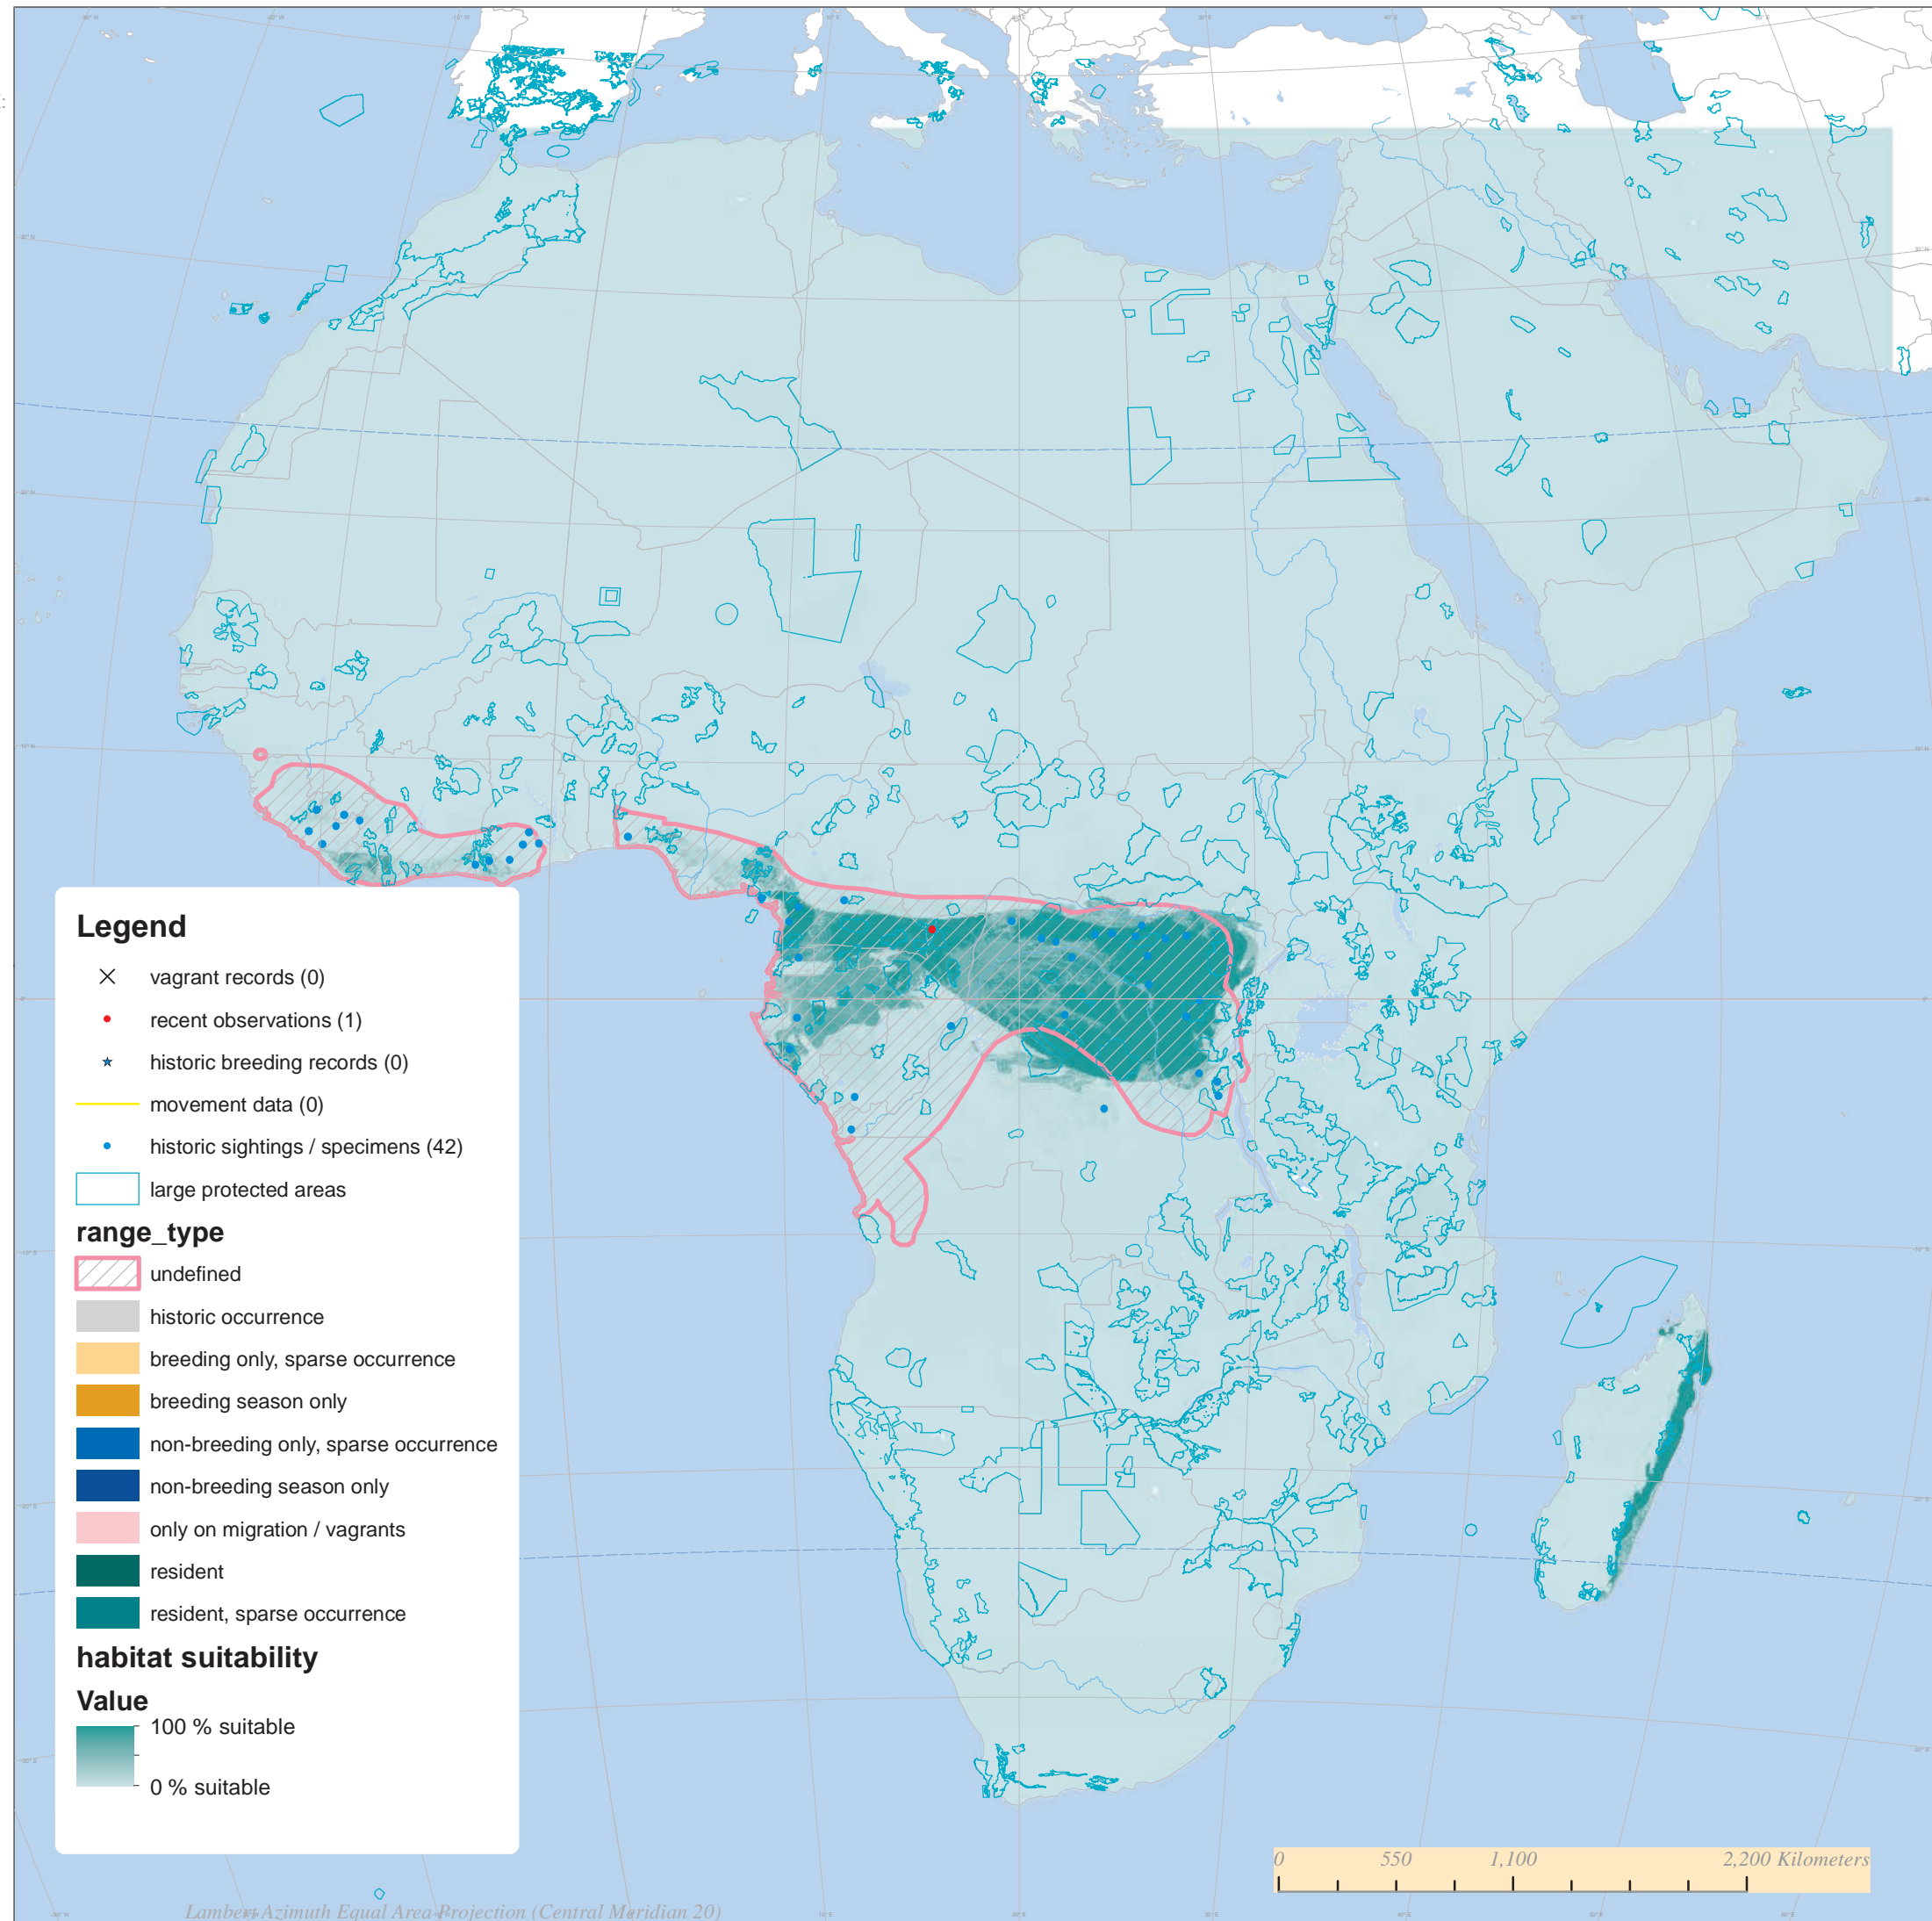 Legend
vagrant records (0)
recent observations (1)
historic breeding records (0)
movement data (0)
historic sightings / specimens (42)
large protected areas
range_type
undefined
historic occurrence
breeding only, sparse occurrence
breeding season only
non-breeding only, sparse occurrence
non-breeding season only
only on migration / vagrants
resident
resident, sparse occurrence
habitat suitability
Value
100 % suitable
0 % suitable
0 550 1,100 2,200 Kilometers
Lambert Azimuth Equal Area Projection (Central Meridian 20)